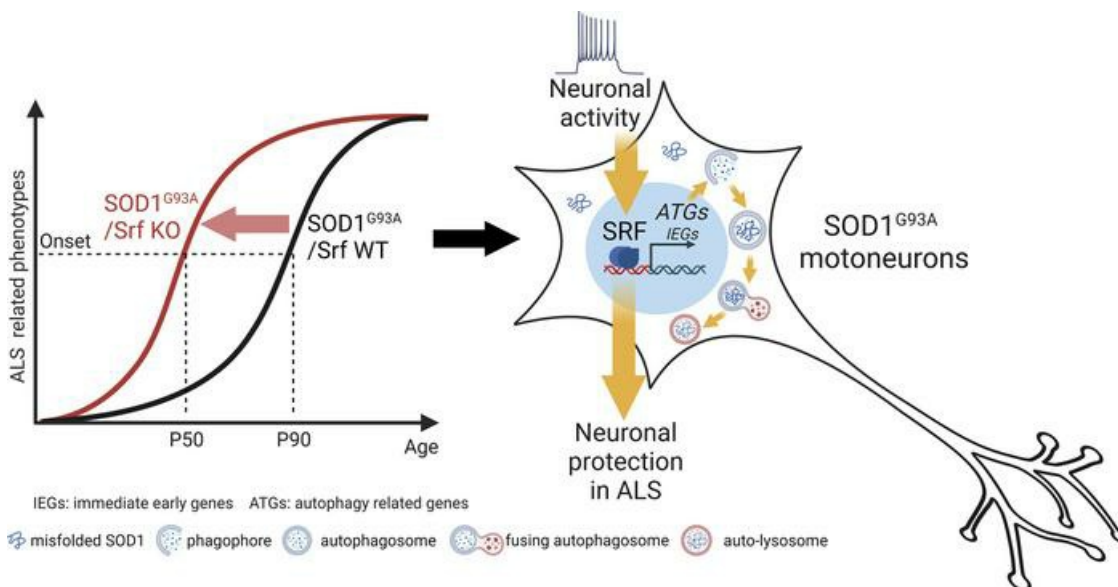 ALS related phenotypes
Onset
SOD1G93A
/Srf KO
SOD1G93A
/Srf WT
P50
P90
Age
Neuronal
activity
SRF
ATGs
IEGs
SOD1G93A
motoneurons
Neuronal
protection
in ALS
IEGs: immediate early genes ATGs: autophagy related genes
misfolded SOD1 phagophore autophagosome fusing autophagosome auto-lysosome